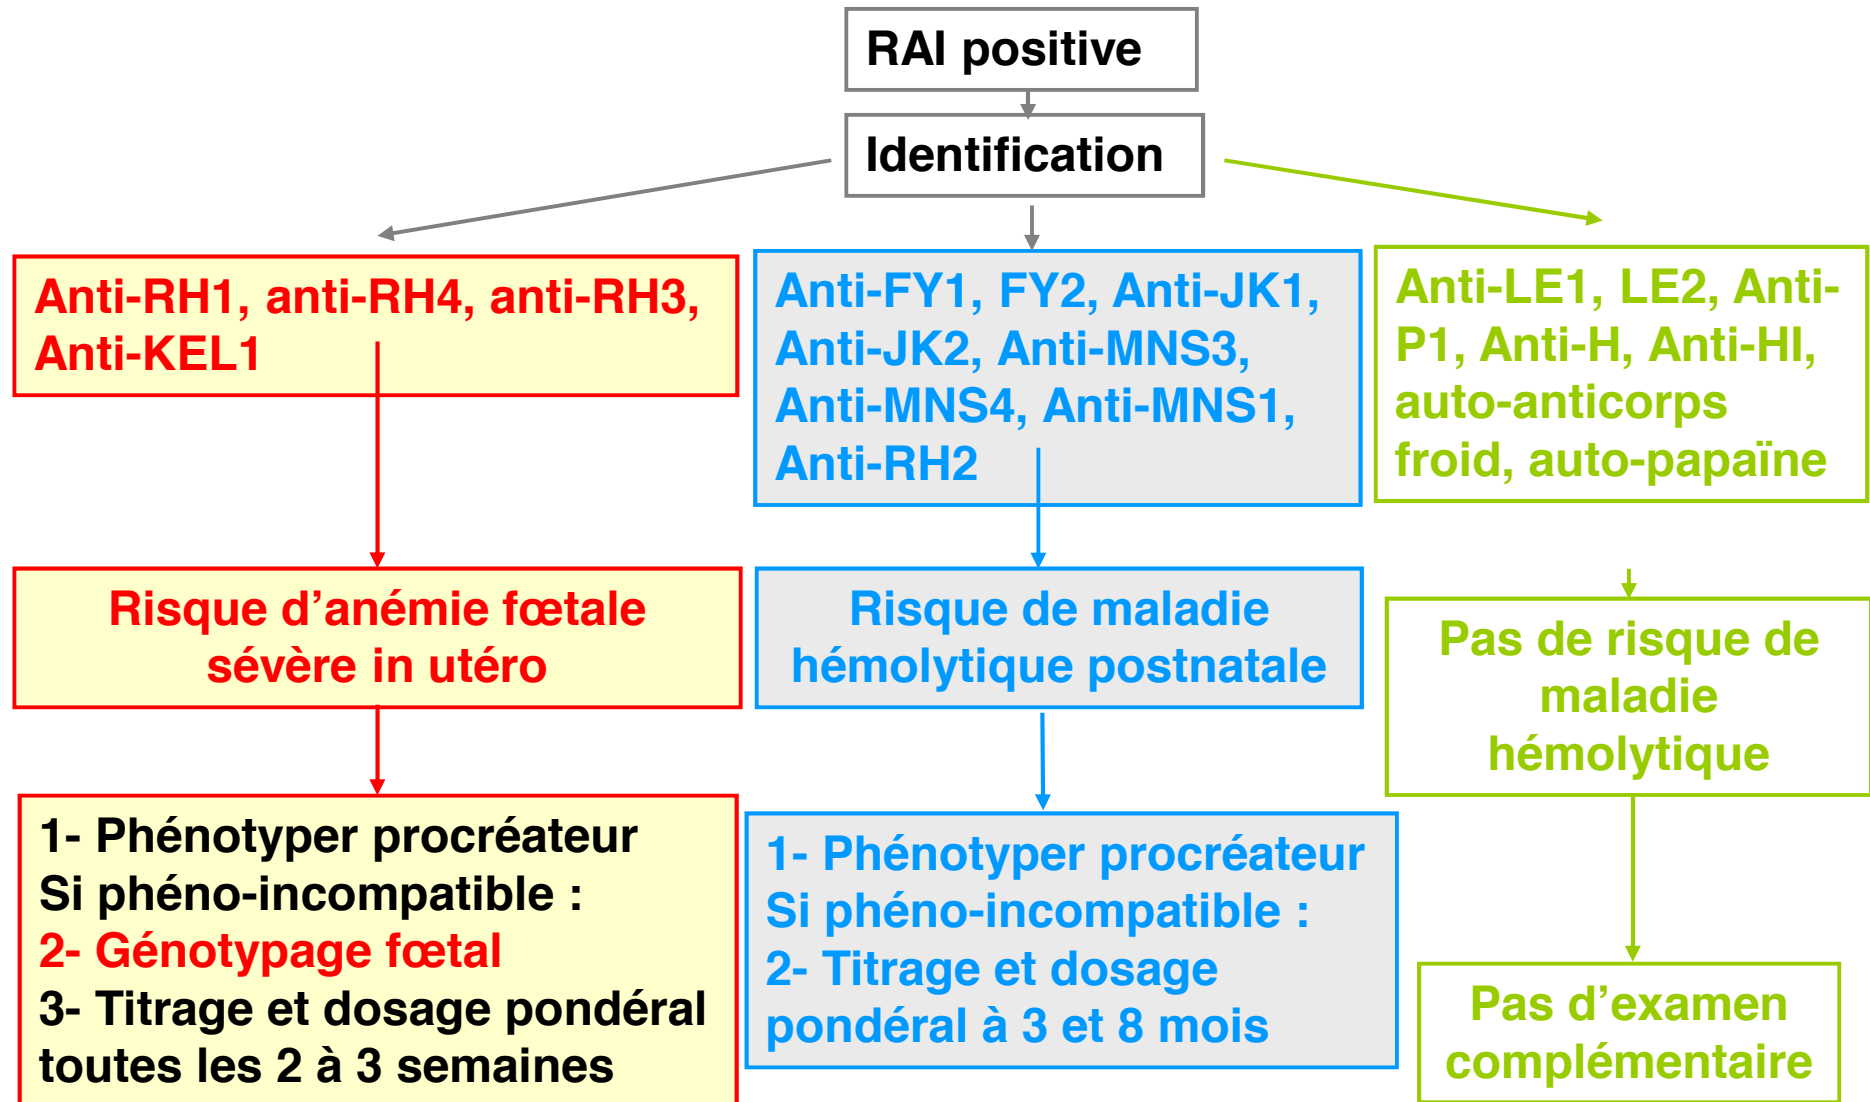 RAI positive
Identification
Anti-RH1, anti-RH4, anti-RH3,
Anti-KEL1
Anti-FY1, FY2, Anti-JK1,
Anti-JK2, Anti-MNS3,
Anti-MNS4, Anti-MNS1,
Anti-RH2
Anti-LE1, LE2, Anti-
P1, Anti-H, Anti-HI,
auto-anticorps
froid, auto-papaïne
Risque d’anémie fœtale
sévère in utéro
Risque de maladie
hémolytique postnatale
Pas de risque de
maladie
hémolytique
1- Phénotyper procréateur
Si phéno-incompatible :
2- Génotypage fœtal
3- Titrage et dosage pondéral
toutes les 2 à 3 semaines
1- Phénotyper procréateur
Si phéno-incompatible :
2- Titrage et dosage
pondéral à 3 et 8 mois
Pas d’examen
complémentaire